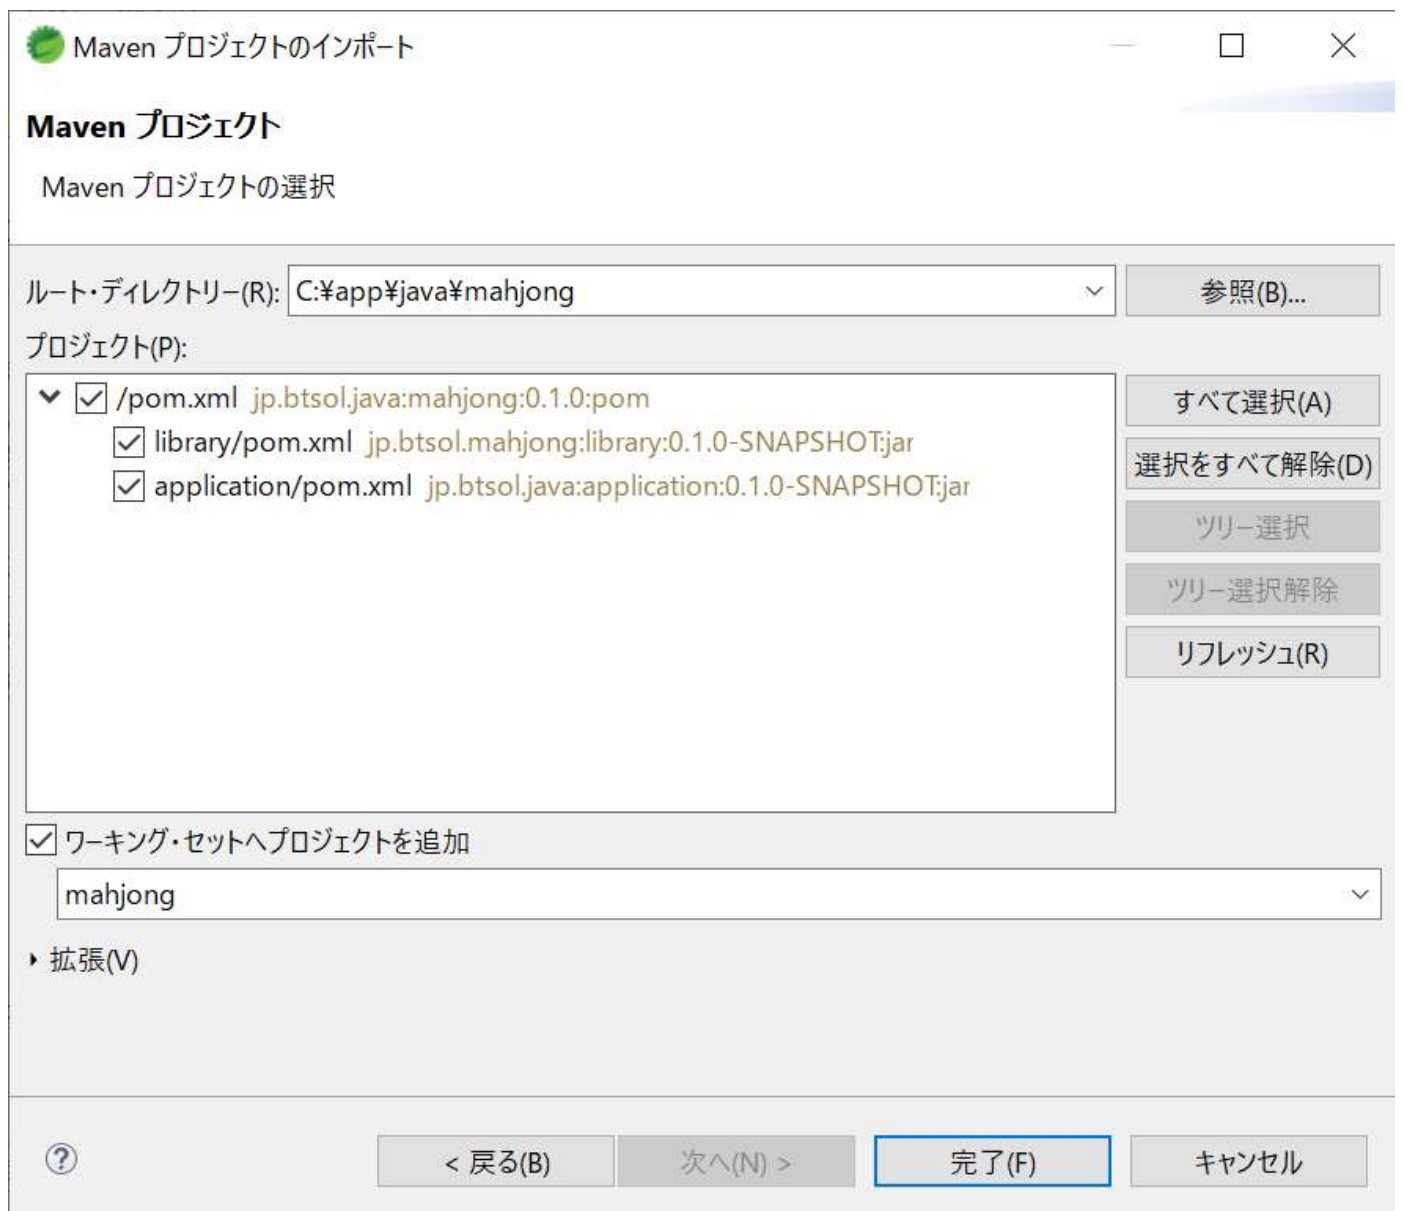 Maven プロジェクトのインポート
Maven プロジェクト
Maven プロジェクトの選択
ルート・ディレクトリー(R): C:¥app¥java¥mahjong 参照(B)...
プロジェクト(P):
/pom.xml jp.btsol.java:mahjong:0.1.0:pom
library/pom.xml jp.btsol.mahjong:library:0.1.0-SNAPSHOT:jar
application/pom.xml jp.btsol.java:application:0.1.0-SNAPSHOT:jar
すべて選択(A)
選択をすべて解除(D)
ツリー選択
ツリー選択解除
リフレッシュ(R)
ワーキング・セットへプロジェクトを追加
mahjong
拡張(V)
?
< 戻る(B) 次へ(N) > 完了(F) キャンセル